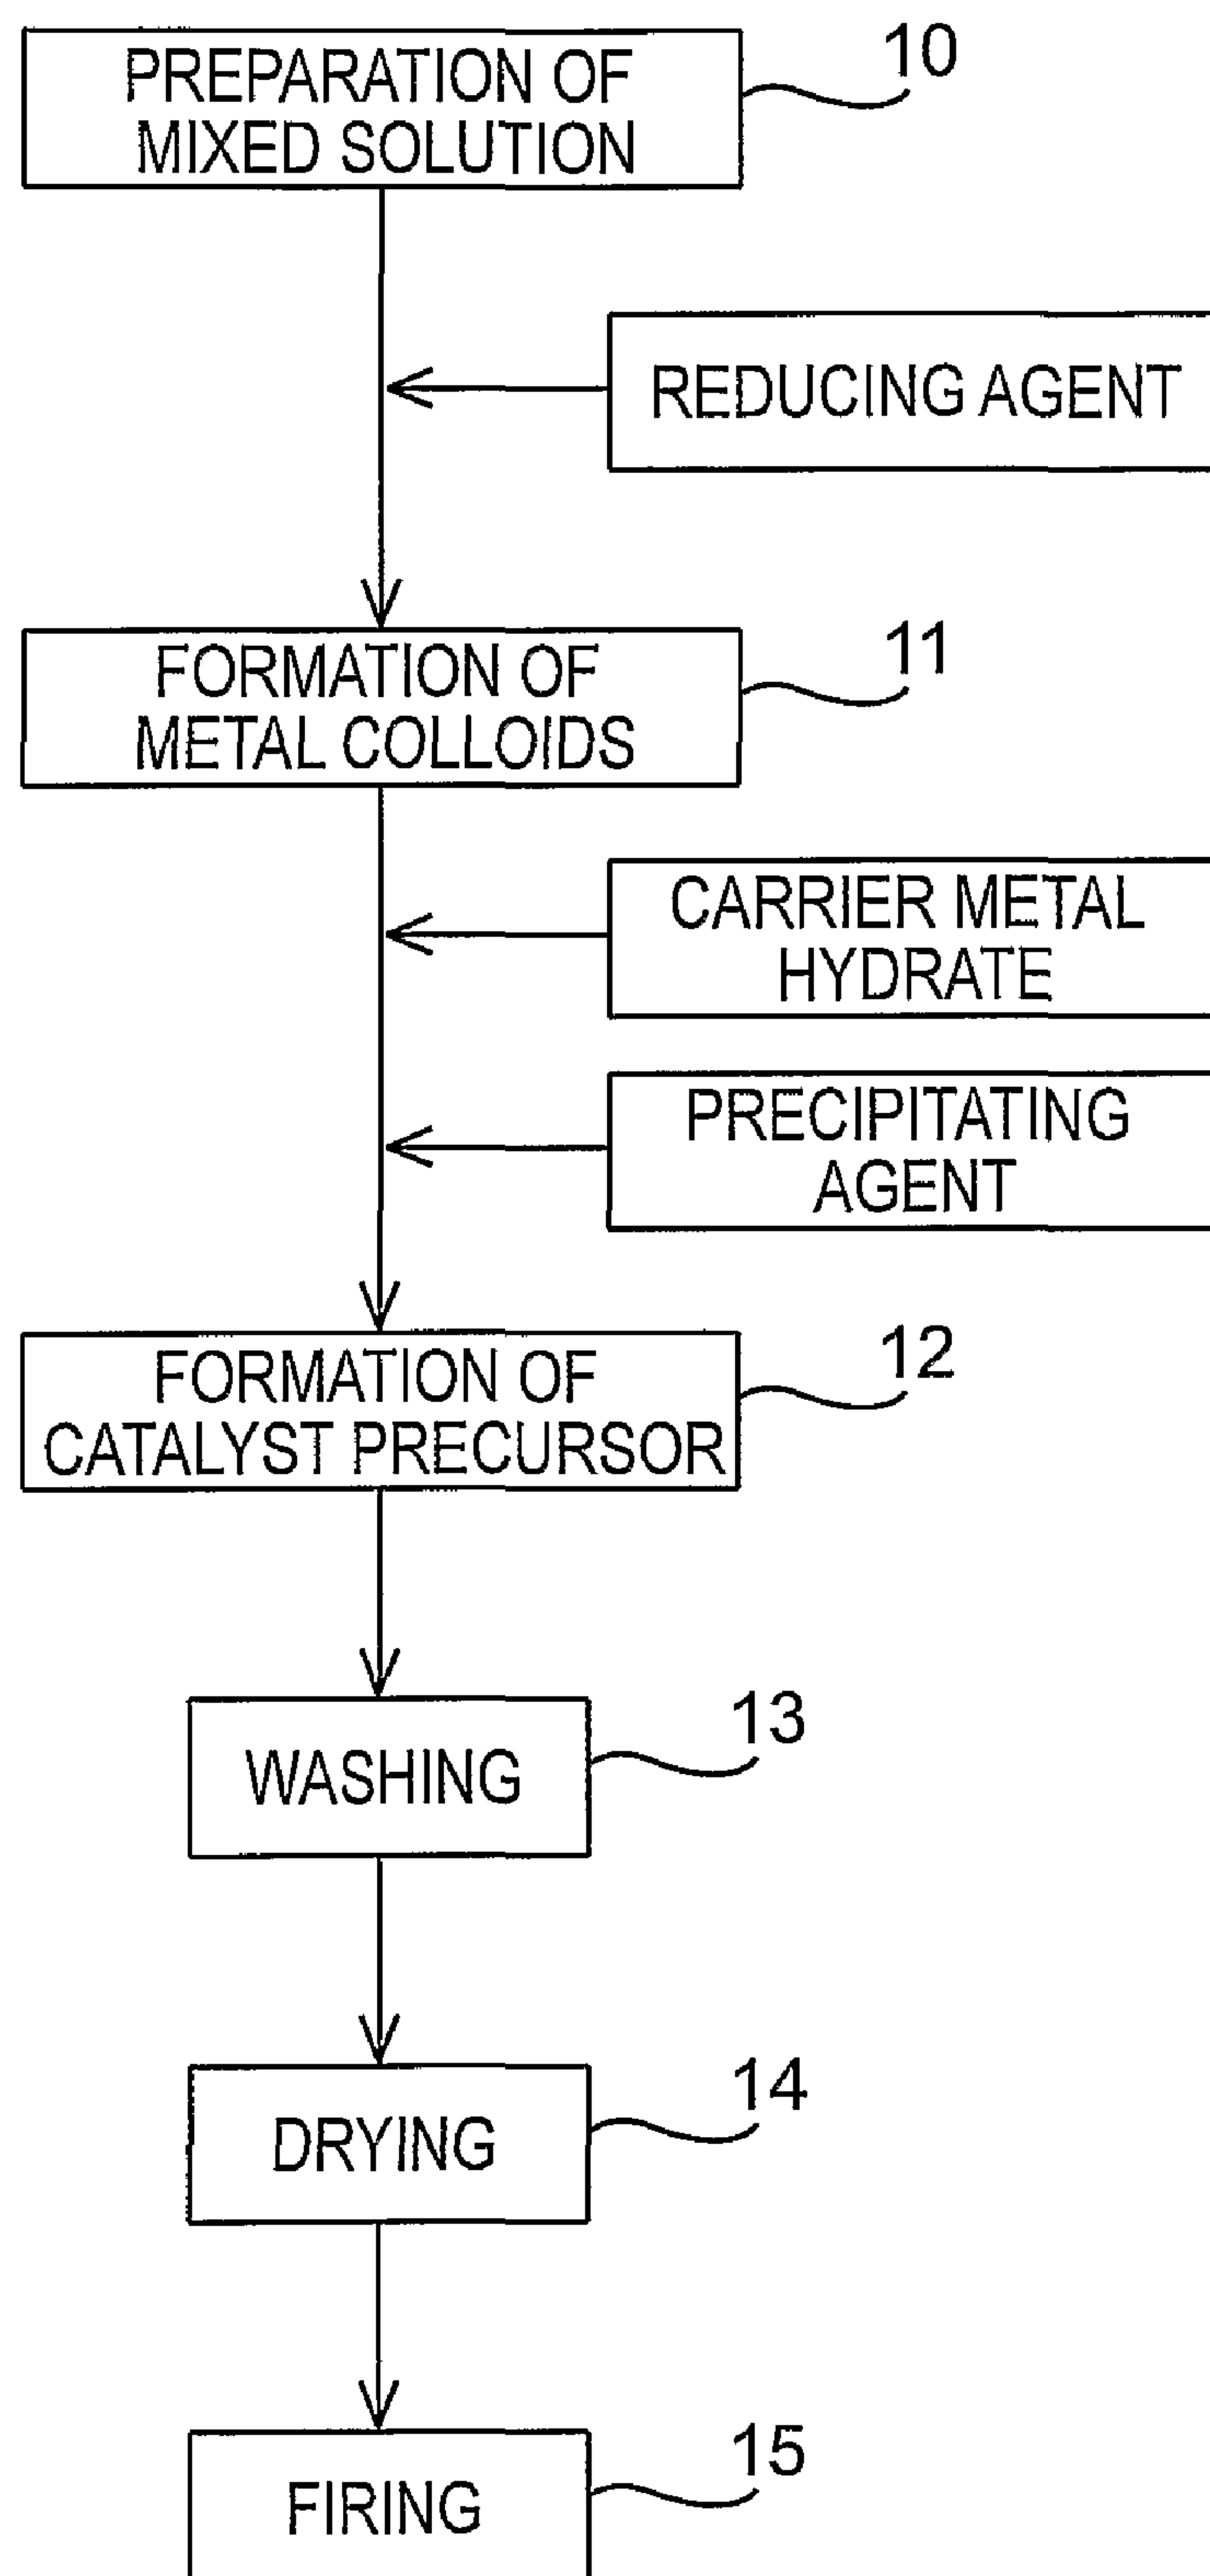 PREPARATION OF
MIXED SOLUTION
10
REDUCING AGENT
FORMATION OF
METAL COLLOIDS
11
CARRIER METAL
HYDRATE
PRECIPITATING
AGENT
FORMATION OF
CATALYST PRECURSOR
12
WASHING
13
DRYING
14
FIRING
15